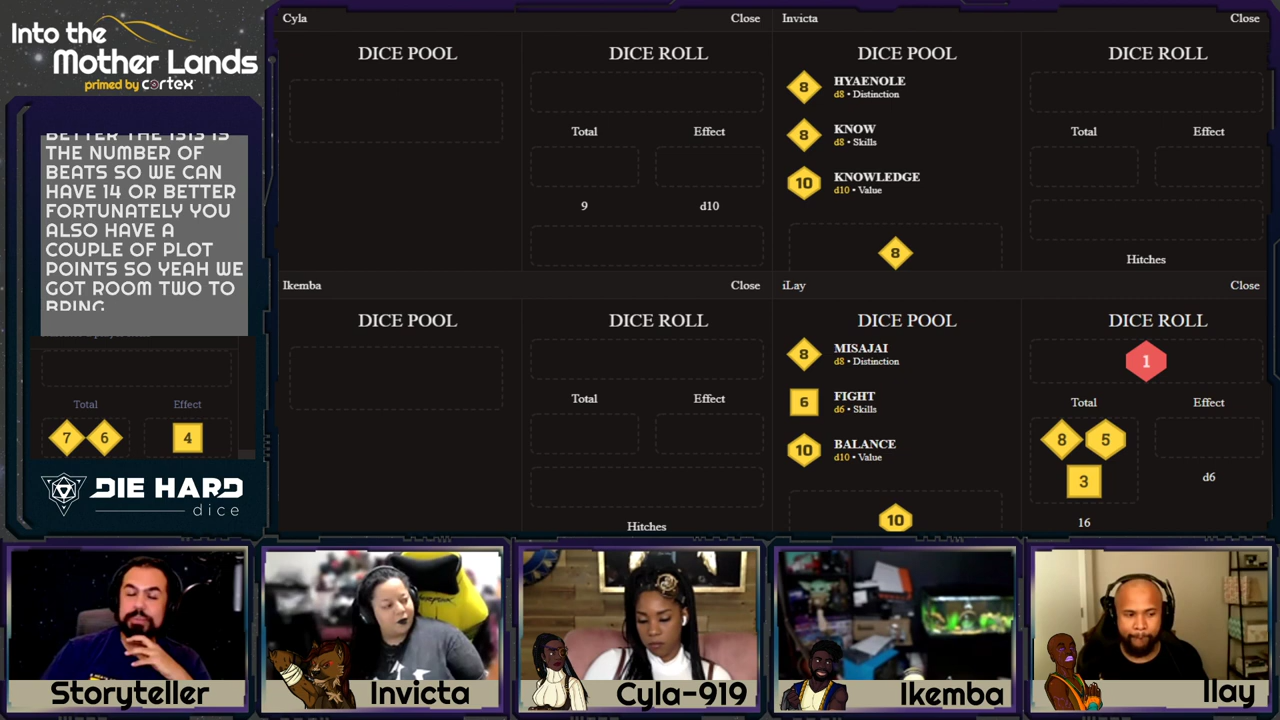 Into the
Mother Lands
primed by cortex
BETTER THE ISIS IS
THE NUMBER OF
BEATS SO WE CAN
HAVE 14 OR BETTER
FORTUNATELY YOU
ALSO HAVE A
COUPLE OF PLOT
POINTS SO YEAH WE
GOT ROOM TWO TO
BRING
Total
Effect
7 6
4
DIE HARD
dice
Cyla
Close
DICE POOL
DICE ROLL
Total
Effect
9
d10
Invicta
Close
DICE POOL
DICE ROLL
8
HYAENOLE
d8 • Distinction
8
KNOW
d8 • Skills
10
KNOWLEDGE
d10 • Value
8
Total
Effect
Hitches
Ikemba
Close
DICE POOL
DICE ROLL
Total
Effect
Hitches
iLay
Close
DICE POOL
DICE ROLL
8
MISAJAI
d8 • Distinction
6
FIGHT
d6 • Skills
10
BALANCE
d10 • Value
10
1
Total
Effect
8 5
3
d6
16
Storyteller
Invicta
Cyla-919
Ikemba
Ilay